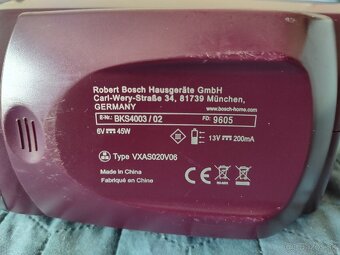 Robert Bosch Hausgeräte GmbH
Carl-Wery-Straße 34, 81739 München,
GERMANY
www.bosch-home.com
E-Nr.: BKS4003 / 02 FD: 9605
6V 45W 13V 200mA
Type VXAS020V06
Made in China
Fabriqué en Chine